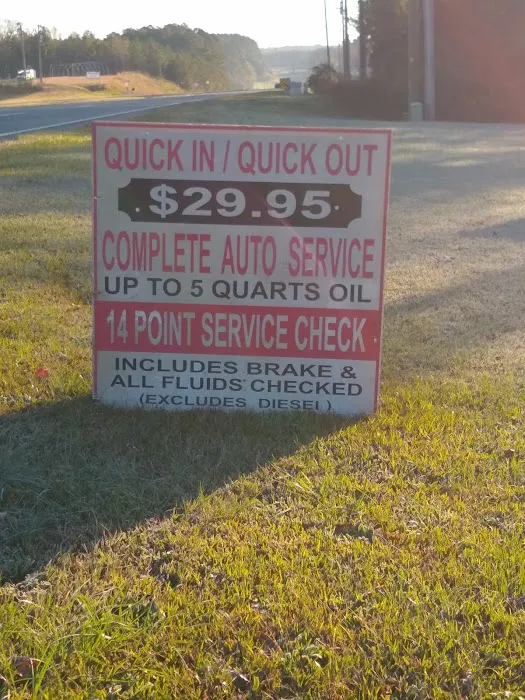 QUICK IN / QUICK OUT
$29.95
COMPLETE AUTO SERVICE
UP TO 5 QUARTS OIL
14 POINT SERVICE CHECK
INCLUDES BRAKE &
ALL FLUIDS CHECKED
(EXCLUDES DIESEL)